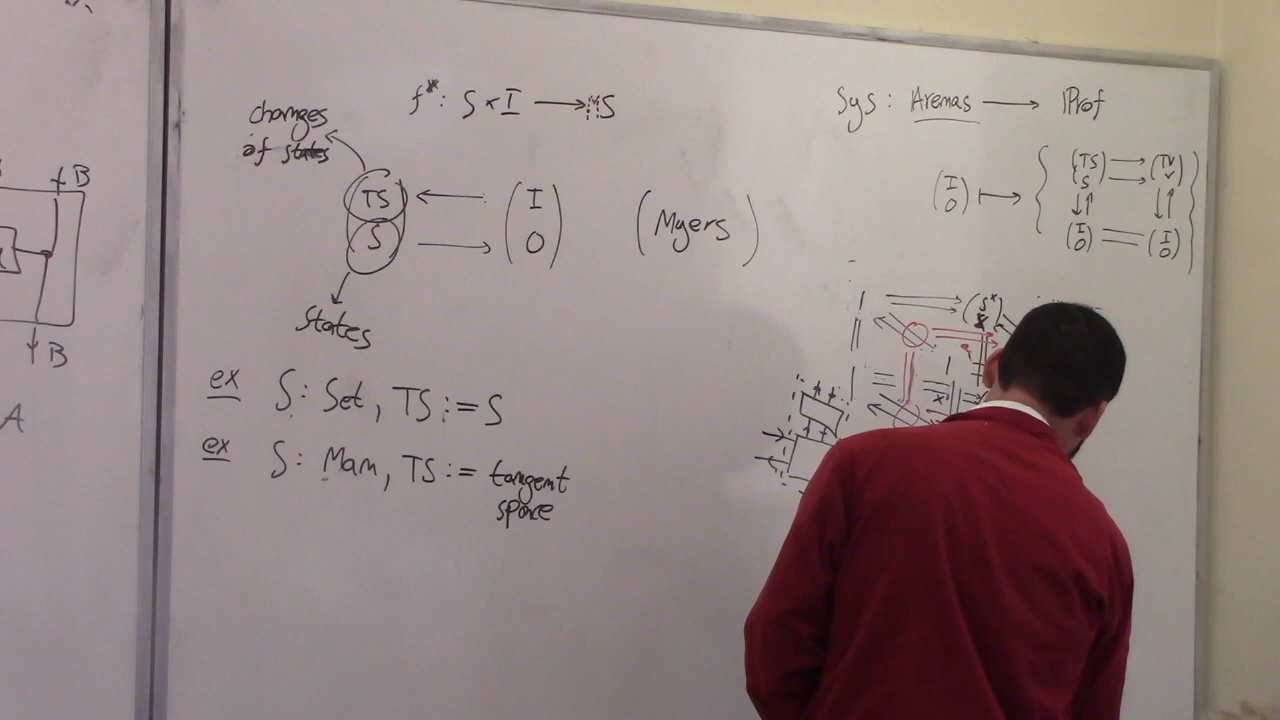 f*: S × I ⟶ MS
changes
of states
TS ⟵ ( I
S ⟶ O )
(Myers)
states
ex S: Set, TS := S
ex S: Man, TS := tangent
space
Sys: Arenas ⟶ IProf
(I
O) ⟼ { (TS ⟶ (TV
S) ⟶ V)
↓↑ ↓↑
(I ═ (I
O) O) }
B
B
A